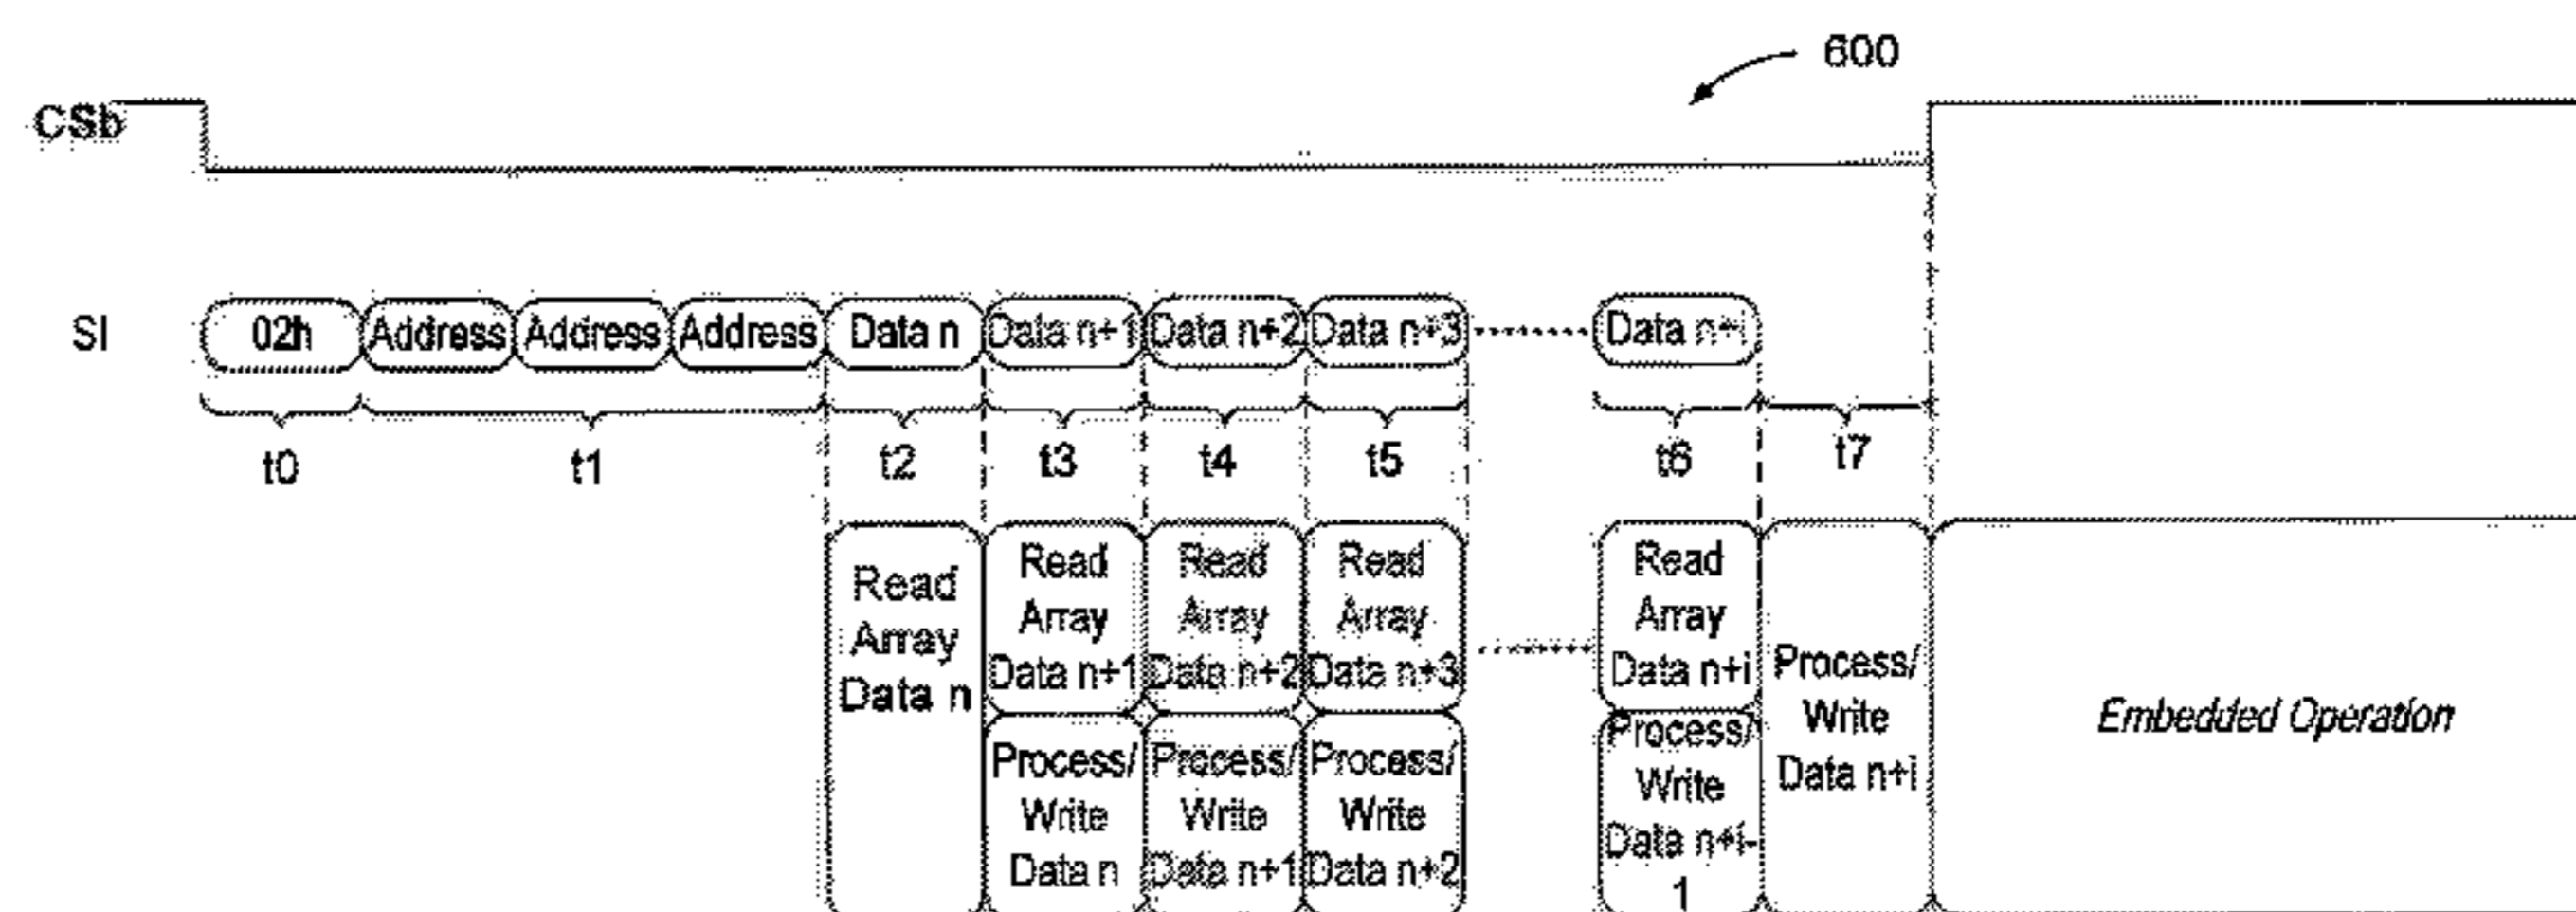 600
CSb
SI 02h Address Address Address Data n Data n+1 Data n+2 Data n+3 Data n+i
t0 t1 t2 t3 t4 t5 t6 t7
Read Array Data n
Read Array Data n+1
Read Array Data n+2
Read Array Data n+3
Read Array Data n+i
Process/ Write Data n
Process/ Write Data n+1
Process/ Write Data n+2
Process/ Write Data n+i-1
Process/ Write Data n+i
Embedded Operation